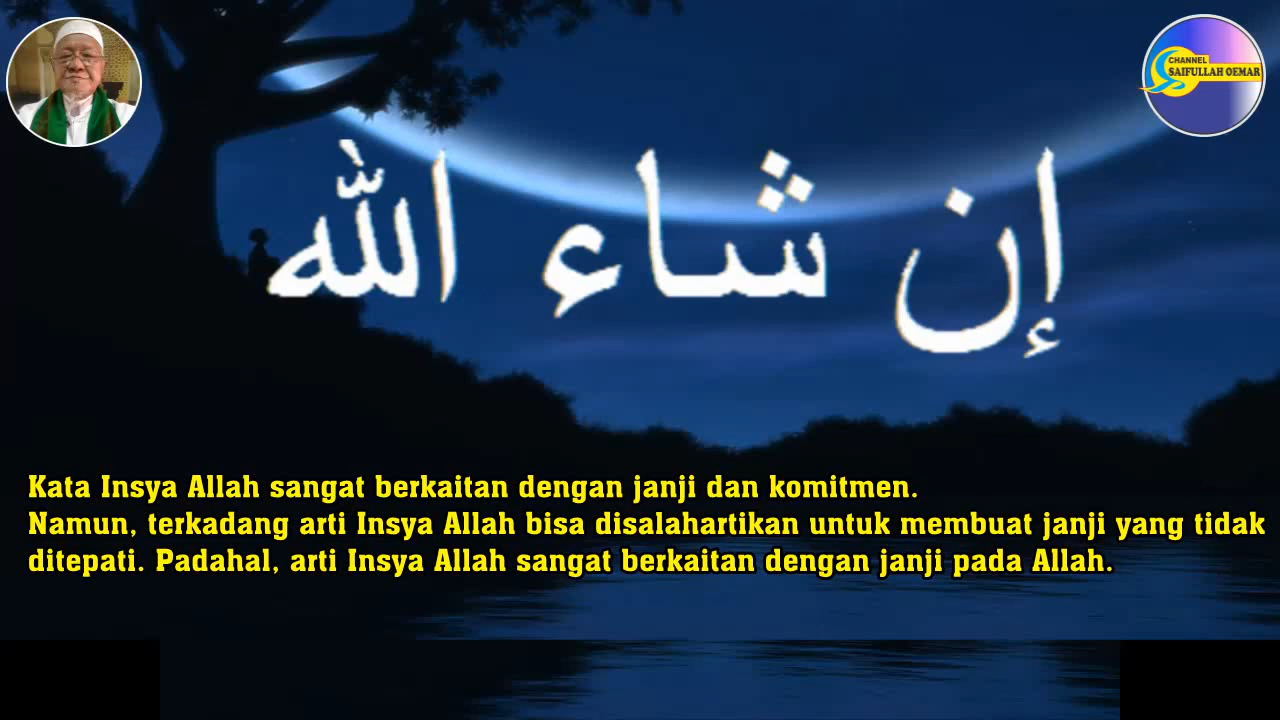 CHANNEL
SAIFULLAH OEMAR
إن شاء الله
Kata Insya Allah sangat berkaitan dengan janji dan komitmen.
Namun, terkadang arti Insya Allah bisa disalahartikan untuk membuat janji yang tidak
ditepati. Padahal, arti Insya Allah sangat berkaitan dengan janji pada Allah.